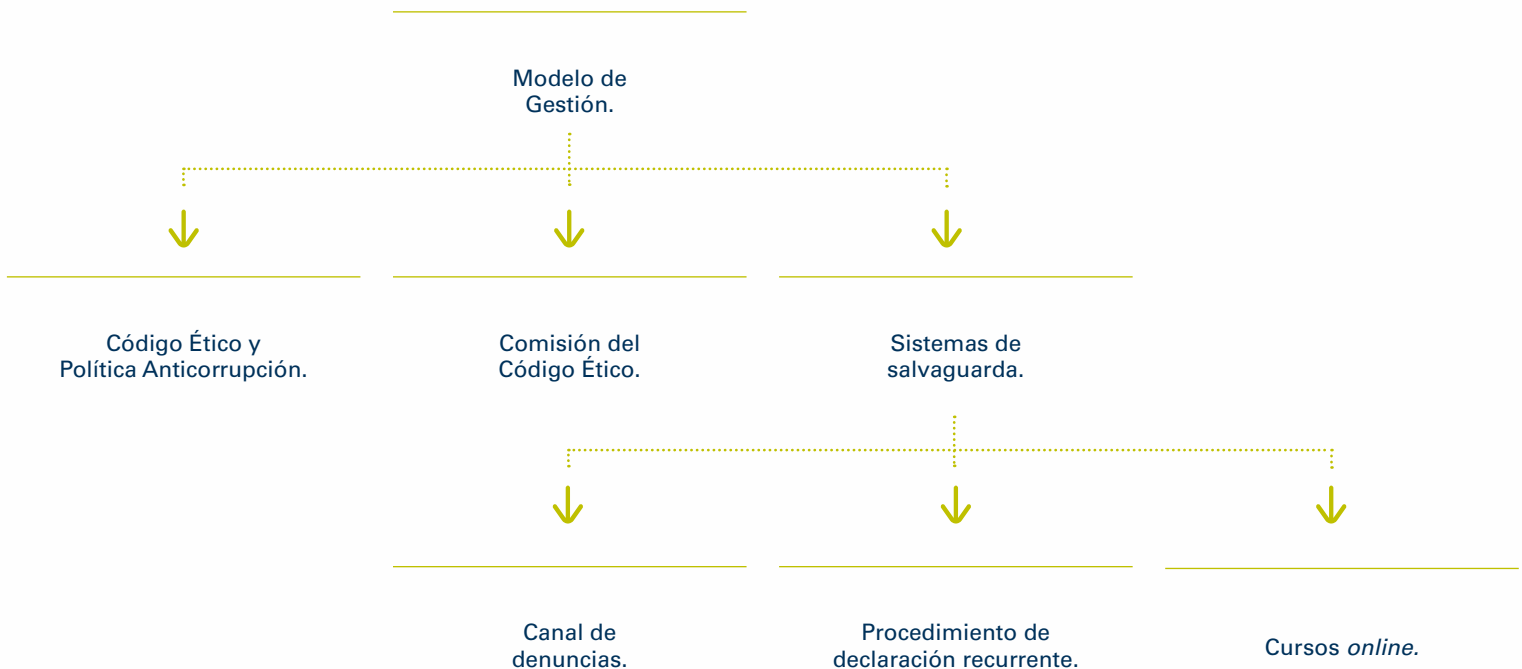 Modelo de
Gestión.
Código Ético y
Política Anticorrupción.
Comisión del
Código Ético.
Sistemas de
salvaguarda.
Canal de
denuncias.
Procedimiento de
declaración recurrente.
Cursos online.